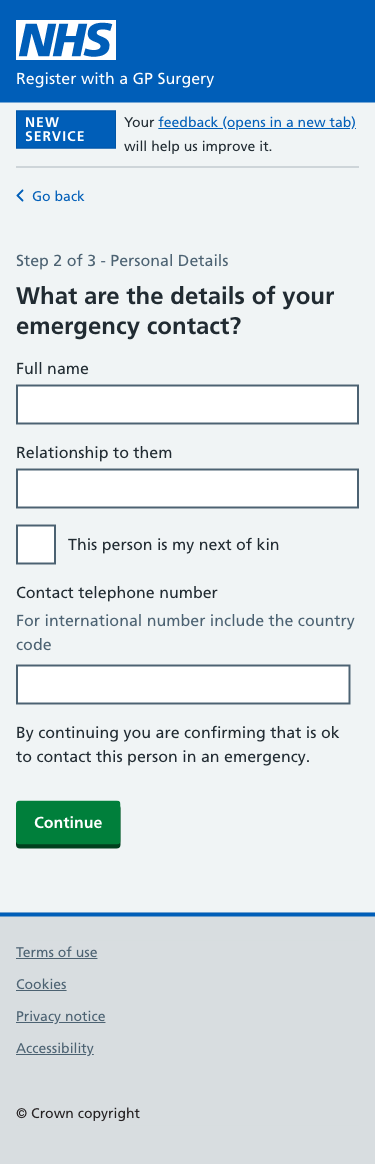 NHS
Register with a GP Surgery
NEW
SERVICE
Your feedback (opens in a new tab)
will help us improve it.
Go back
Step 2 of 3 - Personal Details
What are the details of your
emergency contact?
Full name
Relationship to them
This person is my next of kin
Contact telephone number
For international number include the country
code
By continuing you are confirming that is ok
to contact this person in an emergency.
Continue
Terms of use
Cookies
Privacy notice
Accessibility
© Crown copyright